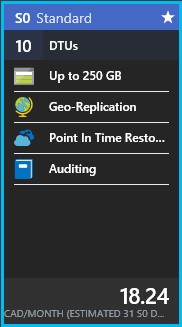 S0 Standard
10 DTUs
Up to 250 GB
Geo-Replication
Point In Time Resto...
Auditing
18.24
CAD/MONTH (ESTIMATED 31 S0 D...